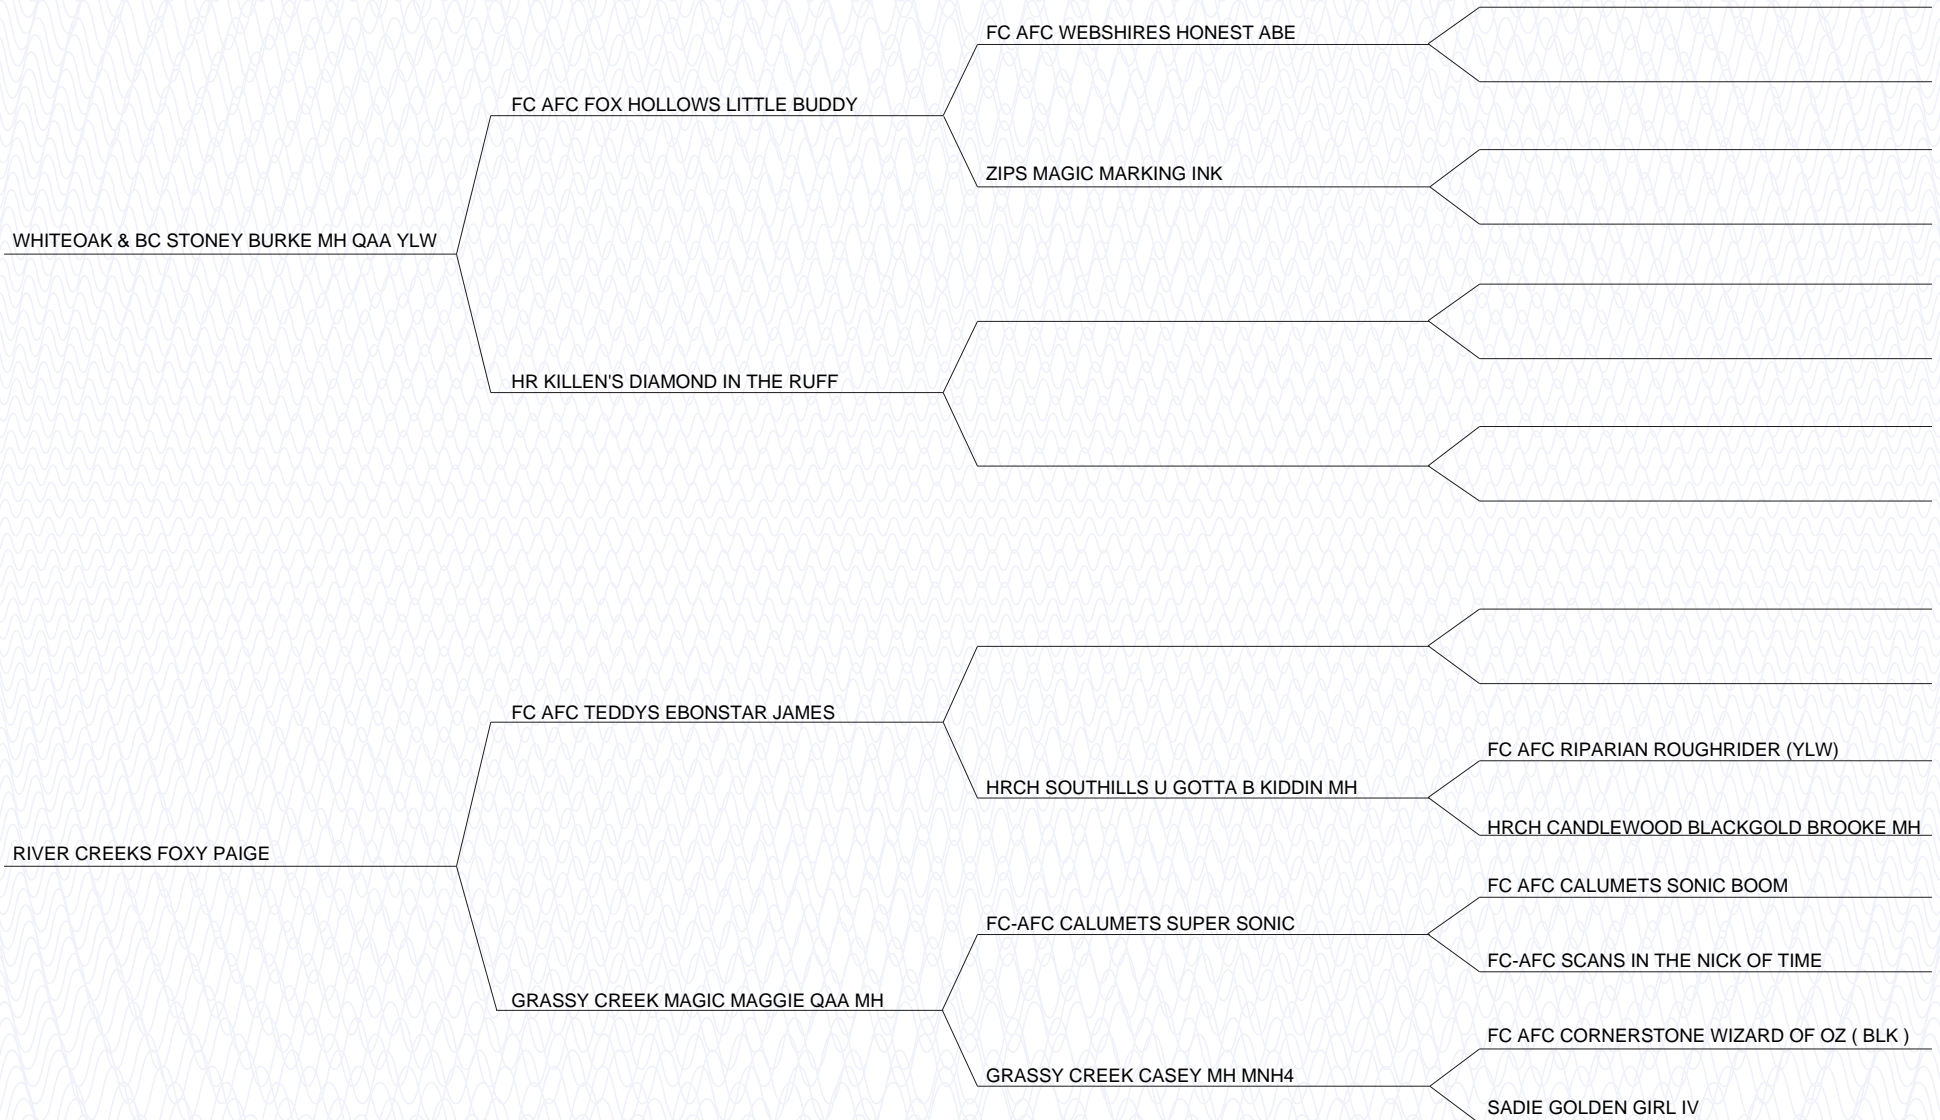 FC AFC WEBSHIRES HONEST ABE
FC AFC FOX HOLLOWS LITTLE BUDDY
ZIPS MAGIC MARKING INK
WHITEOAK & BC STONEY BURKE MH QAA YLW
HR KILLEN'S DIAMOND IN THE RUFF
FC AFC TEDDYS EBONSTAR JAMES
FC AFC RIPARIAN ROUGHRIDER (YLW)
HRCH SOUTHILLS U GOTTA B KIDDIN MH
HRCH CANDLEWOOD BLACKGOLD BROOKE MH
RIVER CREEKS FOXY PAIGE
FC AFC CALUMETS SONIC BOOM
FC-AFC CALUMETS SUPER SONIC
FC-AFC SCANS IN THE NICK OF TIME
GRASSY CREEK MAGIC MAGGIE QAA MH
FC AFC CORNERSTONE WIZARD OF OZ ( BLK )
GRASSY CREEK CASEY MH MNH4
SADIE GOLDEN GIRL IV